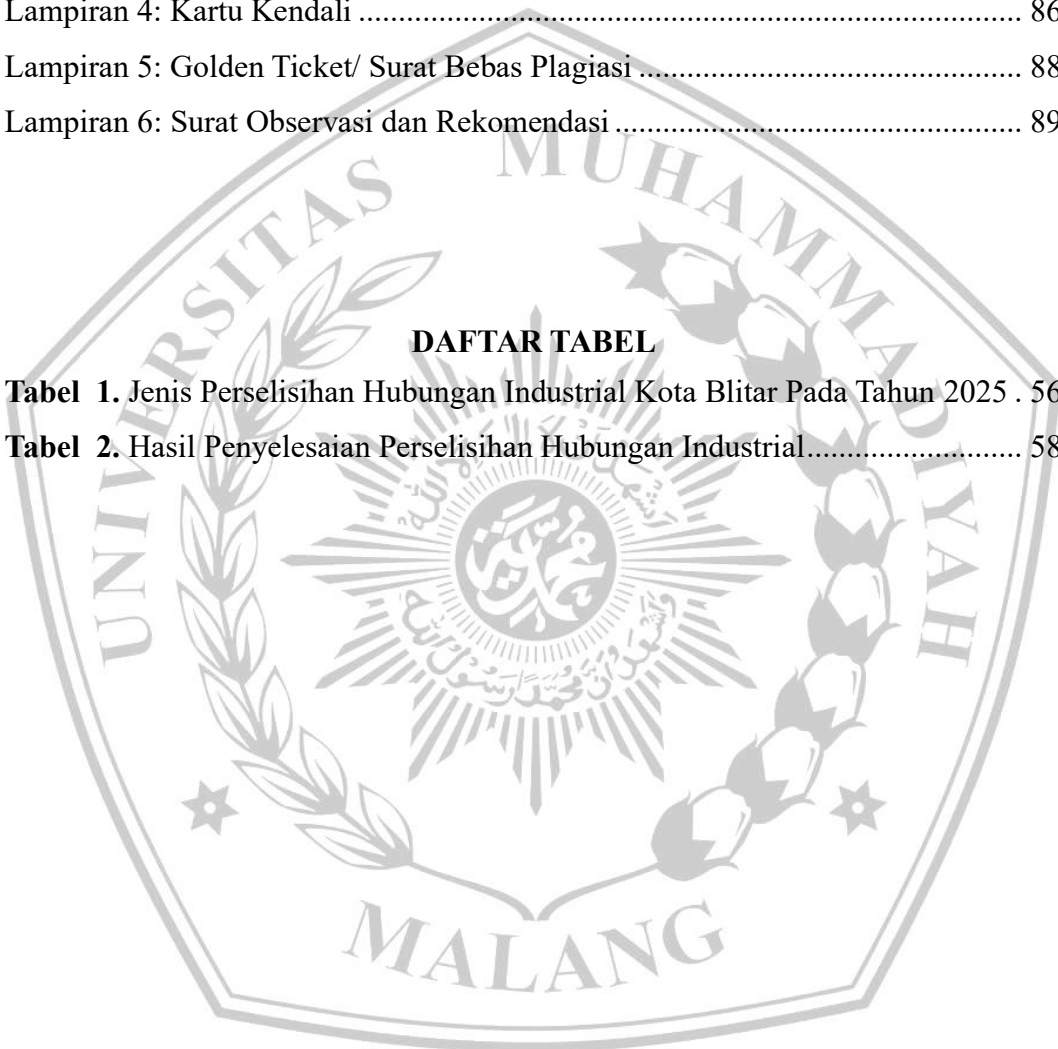 Lampiran 4: Kartu Kendali ........................................................................................ 86
Lampiran 5: Golden Ticket/ Surat Bebas Plagiasi .................................................. 88
Lampiran 6: Surat Observasi dan Rekomendasi ...................................................... 89
UNIVERSITAS MUHAMMADIYAH
DAFTAR TABEL
Tabel 1. Jenis Perselisihan Hubungan Industrial Kota Blitar Pada Tahun 2025 . 56
Tabel 2. Hasil Penyelesaian Perselisihan Hubungan Industrial............................ 58
MALANG